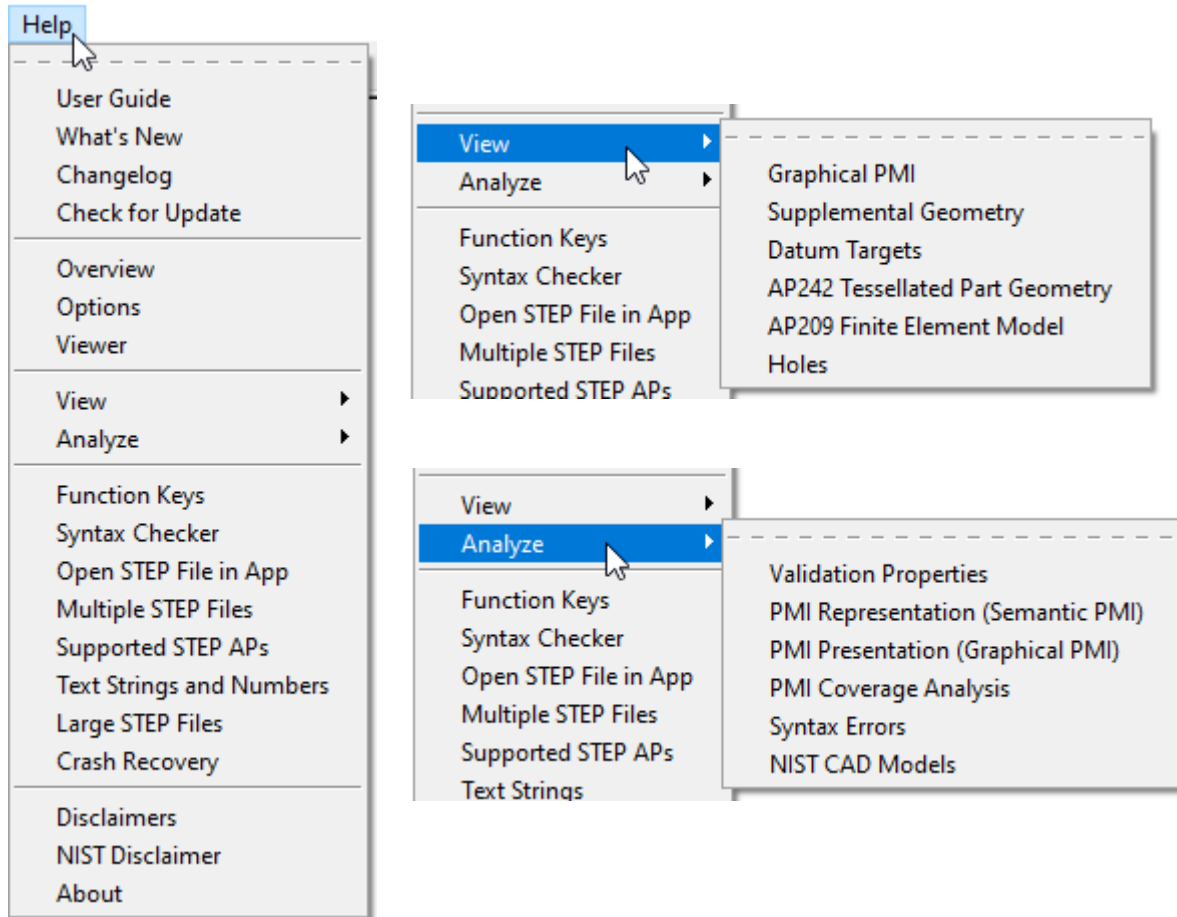 Help
User Guide
What's New
Changelog
Check for Update
Overview
Options
Viewer
View
Analyze
Function Keys
Syntax Checker
Open STEP File in App
Multiple STEP Files
Supported STEP APs
Text Strings and Numbers
Large STEP Files
Crash Recovery
Disclaimers
NIST Disclaimer
About
View
Analyze
Function Keys
Syntax Checker
Open STEP File in App
Multiple STEP Files
Supported STEP APs
Graphical PMI
Supplemental Geometry
Datum Targets
AP242 Tessellated Part Geometry
AP209 Finite Element Model
Holes
View
Analyze
Function Keys
Syntax Checker
Open STEP File in App
Multiple STEP Files
Supported STEP APs
Text Strings
Validation Properties
PMI Representation (Semantic PMI)
PMI Presentation (Graphical PMI)
PMI Coverage Analysis
Syntax Errors
NIST CAD Models